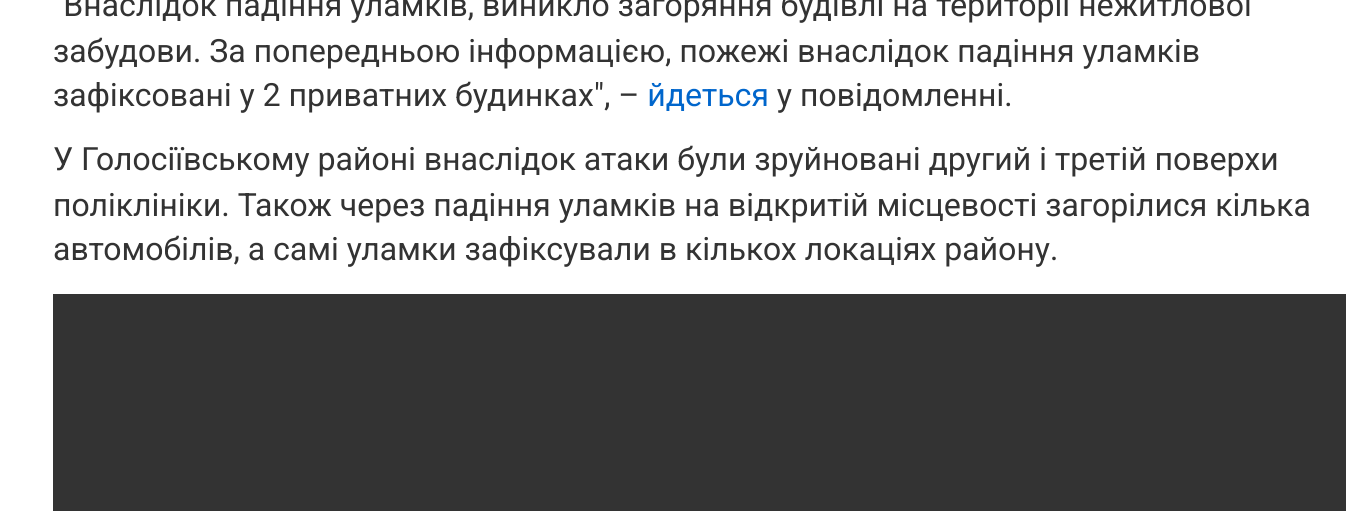 "Внаслідок падіння уламків, виникло загоряння будівлі на території нежитлової
забудови. За попередньою інформацією, пожежі внаслідок падіння уламків
зафіксовані у 2 приватних будинках", – йдеться у повідомленні.
У Голосіївському районі внаслідок атаки були зруйновані другий і третій поверхи
поліклініки. Також через падіння уламків на відкритій місцевості загорілися кілька
автомобілів, а самі уламки зафіксували в кількох локаціях району.